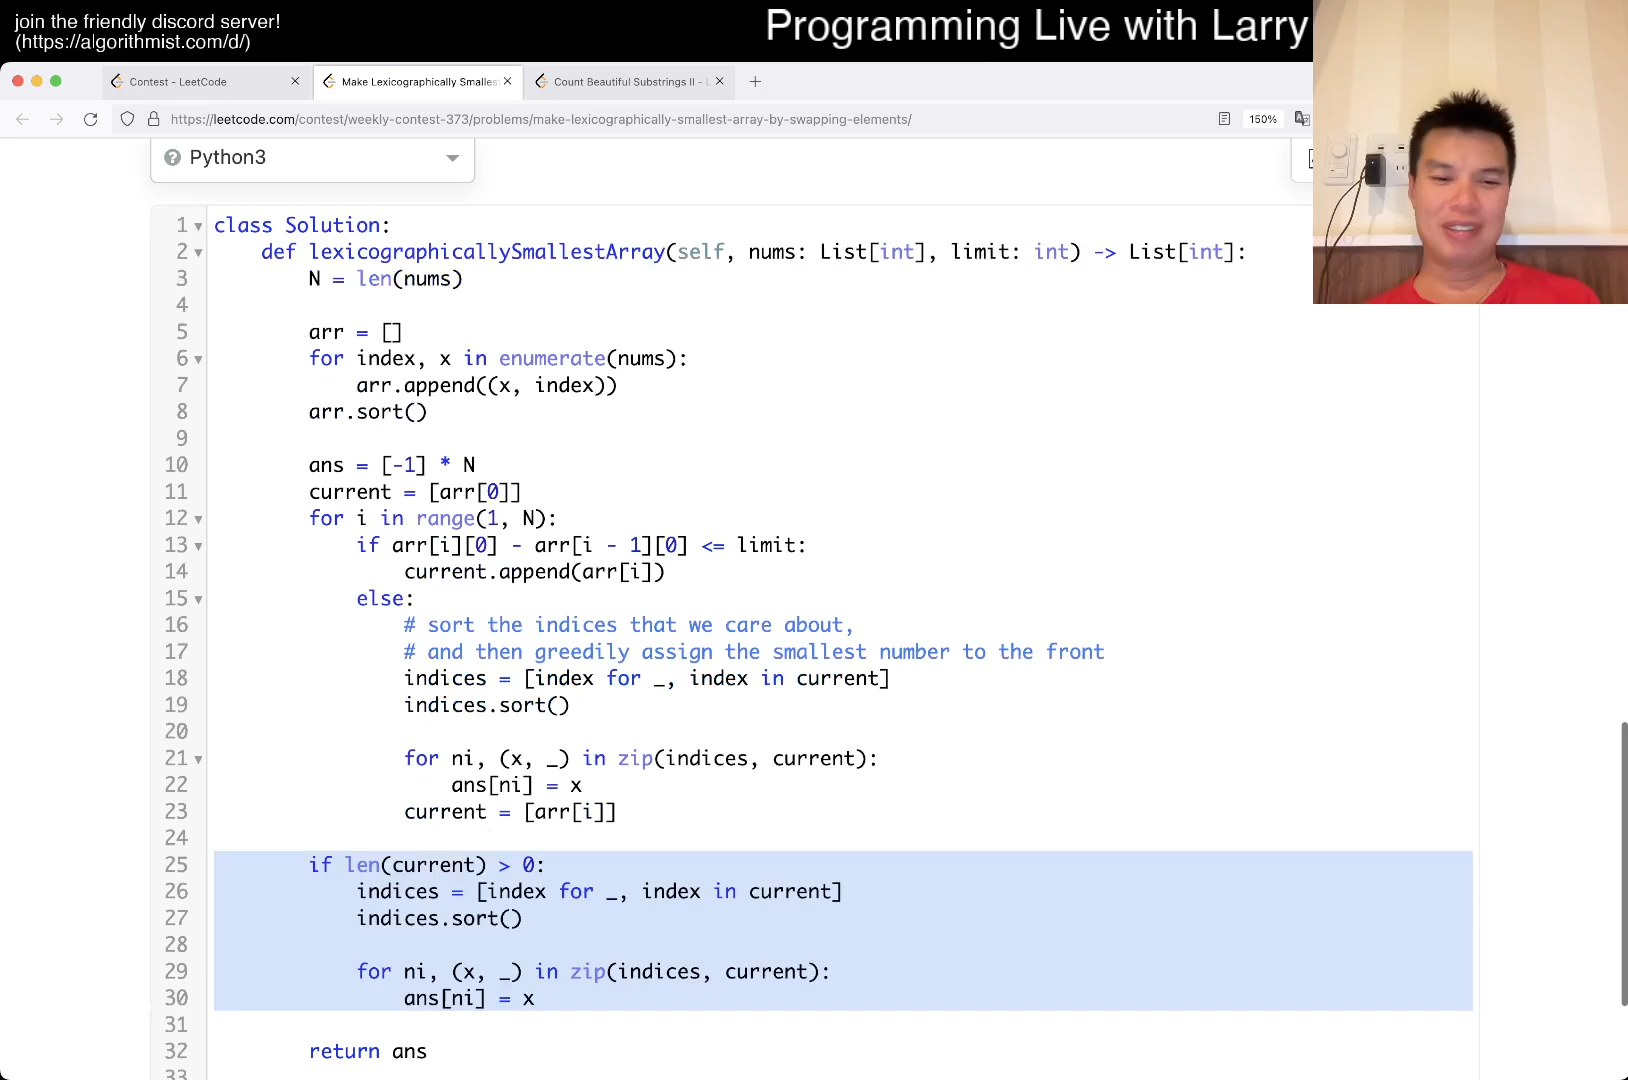 join the friendly discord server!
(https://algorithmist.com/d/)
Programming Live with Larry
Contest - LeetCode
Make Lexicographically Smalles
Count Beautiful Substrings II - L
https://leetcode.com/contest/weekly-contest-373/problems/make-lexicographically-smallest-array-by-swapping-elements/
150%
Python3
1 class Solution:
2 def lexicographicallySmallestArray(self, nums: List[int], limit: int) -> List[int]:
3 N = len(nums)
4
5 arr = []
6 for index, x in enumerate(nums):
7 arr.append((x, index))
8 arr.sort()
9
10 ans = [-1] * N
11 current = [arr[0]]
12 for i in range(1, N):
13 if arr[i][0] - arr[i - 1][0] <= limit:
14 current.append(arr[i])
15 else:
16 # sort the indices that we care about,
17 # and then greedily assign the smallest number to the front
18 indices = [index for _, index in current]
19 indices.sort()
20
21 for ni, (x, _) in zip(indices, current):
22 ans[ni] = x
23 current = [arr[i]]
24
25 if len(current) > 0:
26 indices = [index for _, index in current]
27 indices.sort()
28
29 for ni, (x, _) in zip(indices, current):
30 ans[ni] = x
31
32 return ans
33